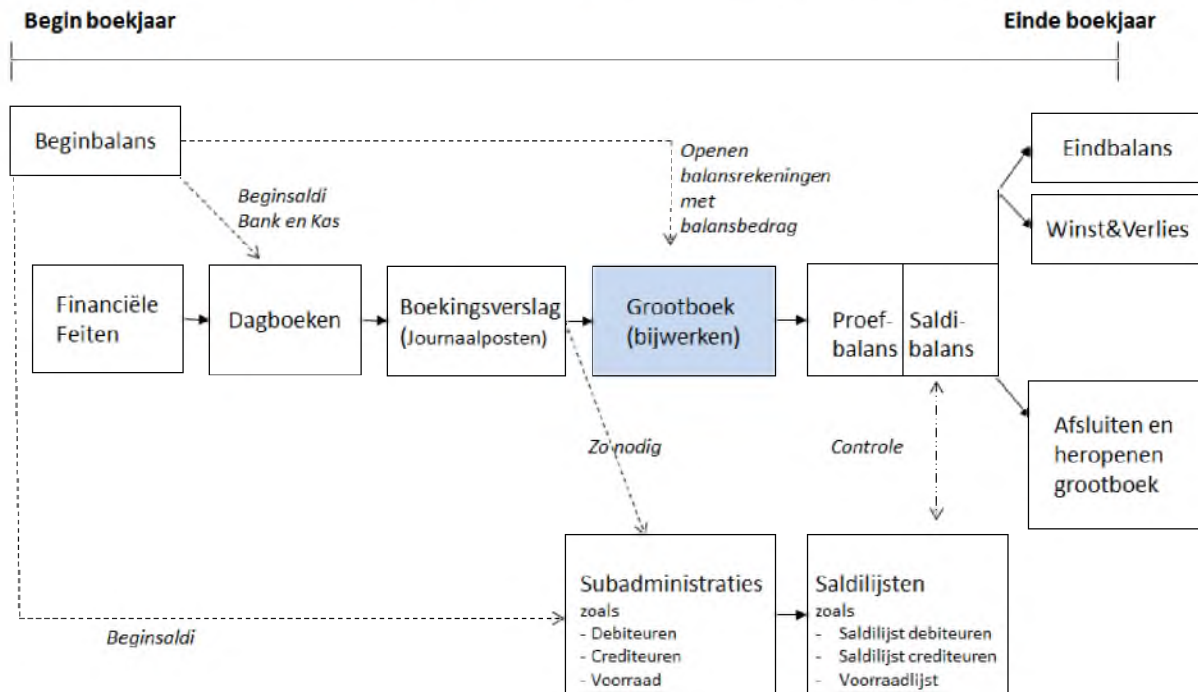 Begin boekjaar
Einde boekjaar
Beginbalans
Beginsaldi
Bank en Kas
Openen
balansrekeningen
met
balansbedrag
Eindbalans
Winst&Verlies
Financiële
Feiten
Dagboeken
Boekingsverslag
(Journaalposten)
Grootboek
(bijwerken)
Proef-
balans
Saldi-
balans
Zo nodig
Controle
Afsluiten en
heropenen
grootboek
Beginsaldi
Subadministraties
zoals
- Debiteuren
- Crediteuren
- Voorraad
Saldilijsten
zoals
- Saldilijst debiteuren
- Saldilijst crediteuren
- Voorraadlijst